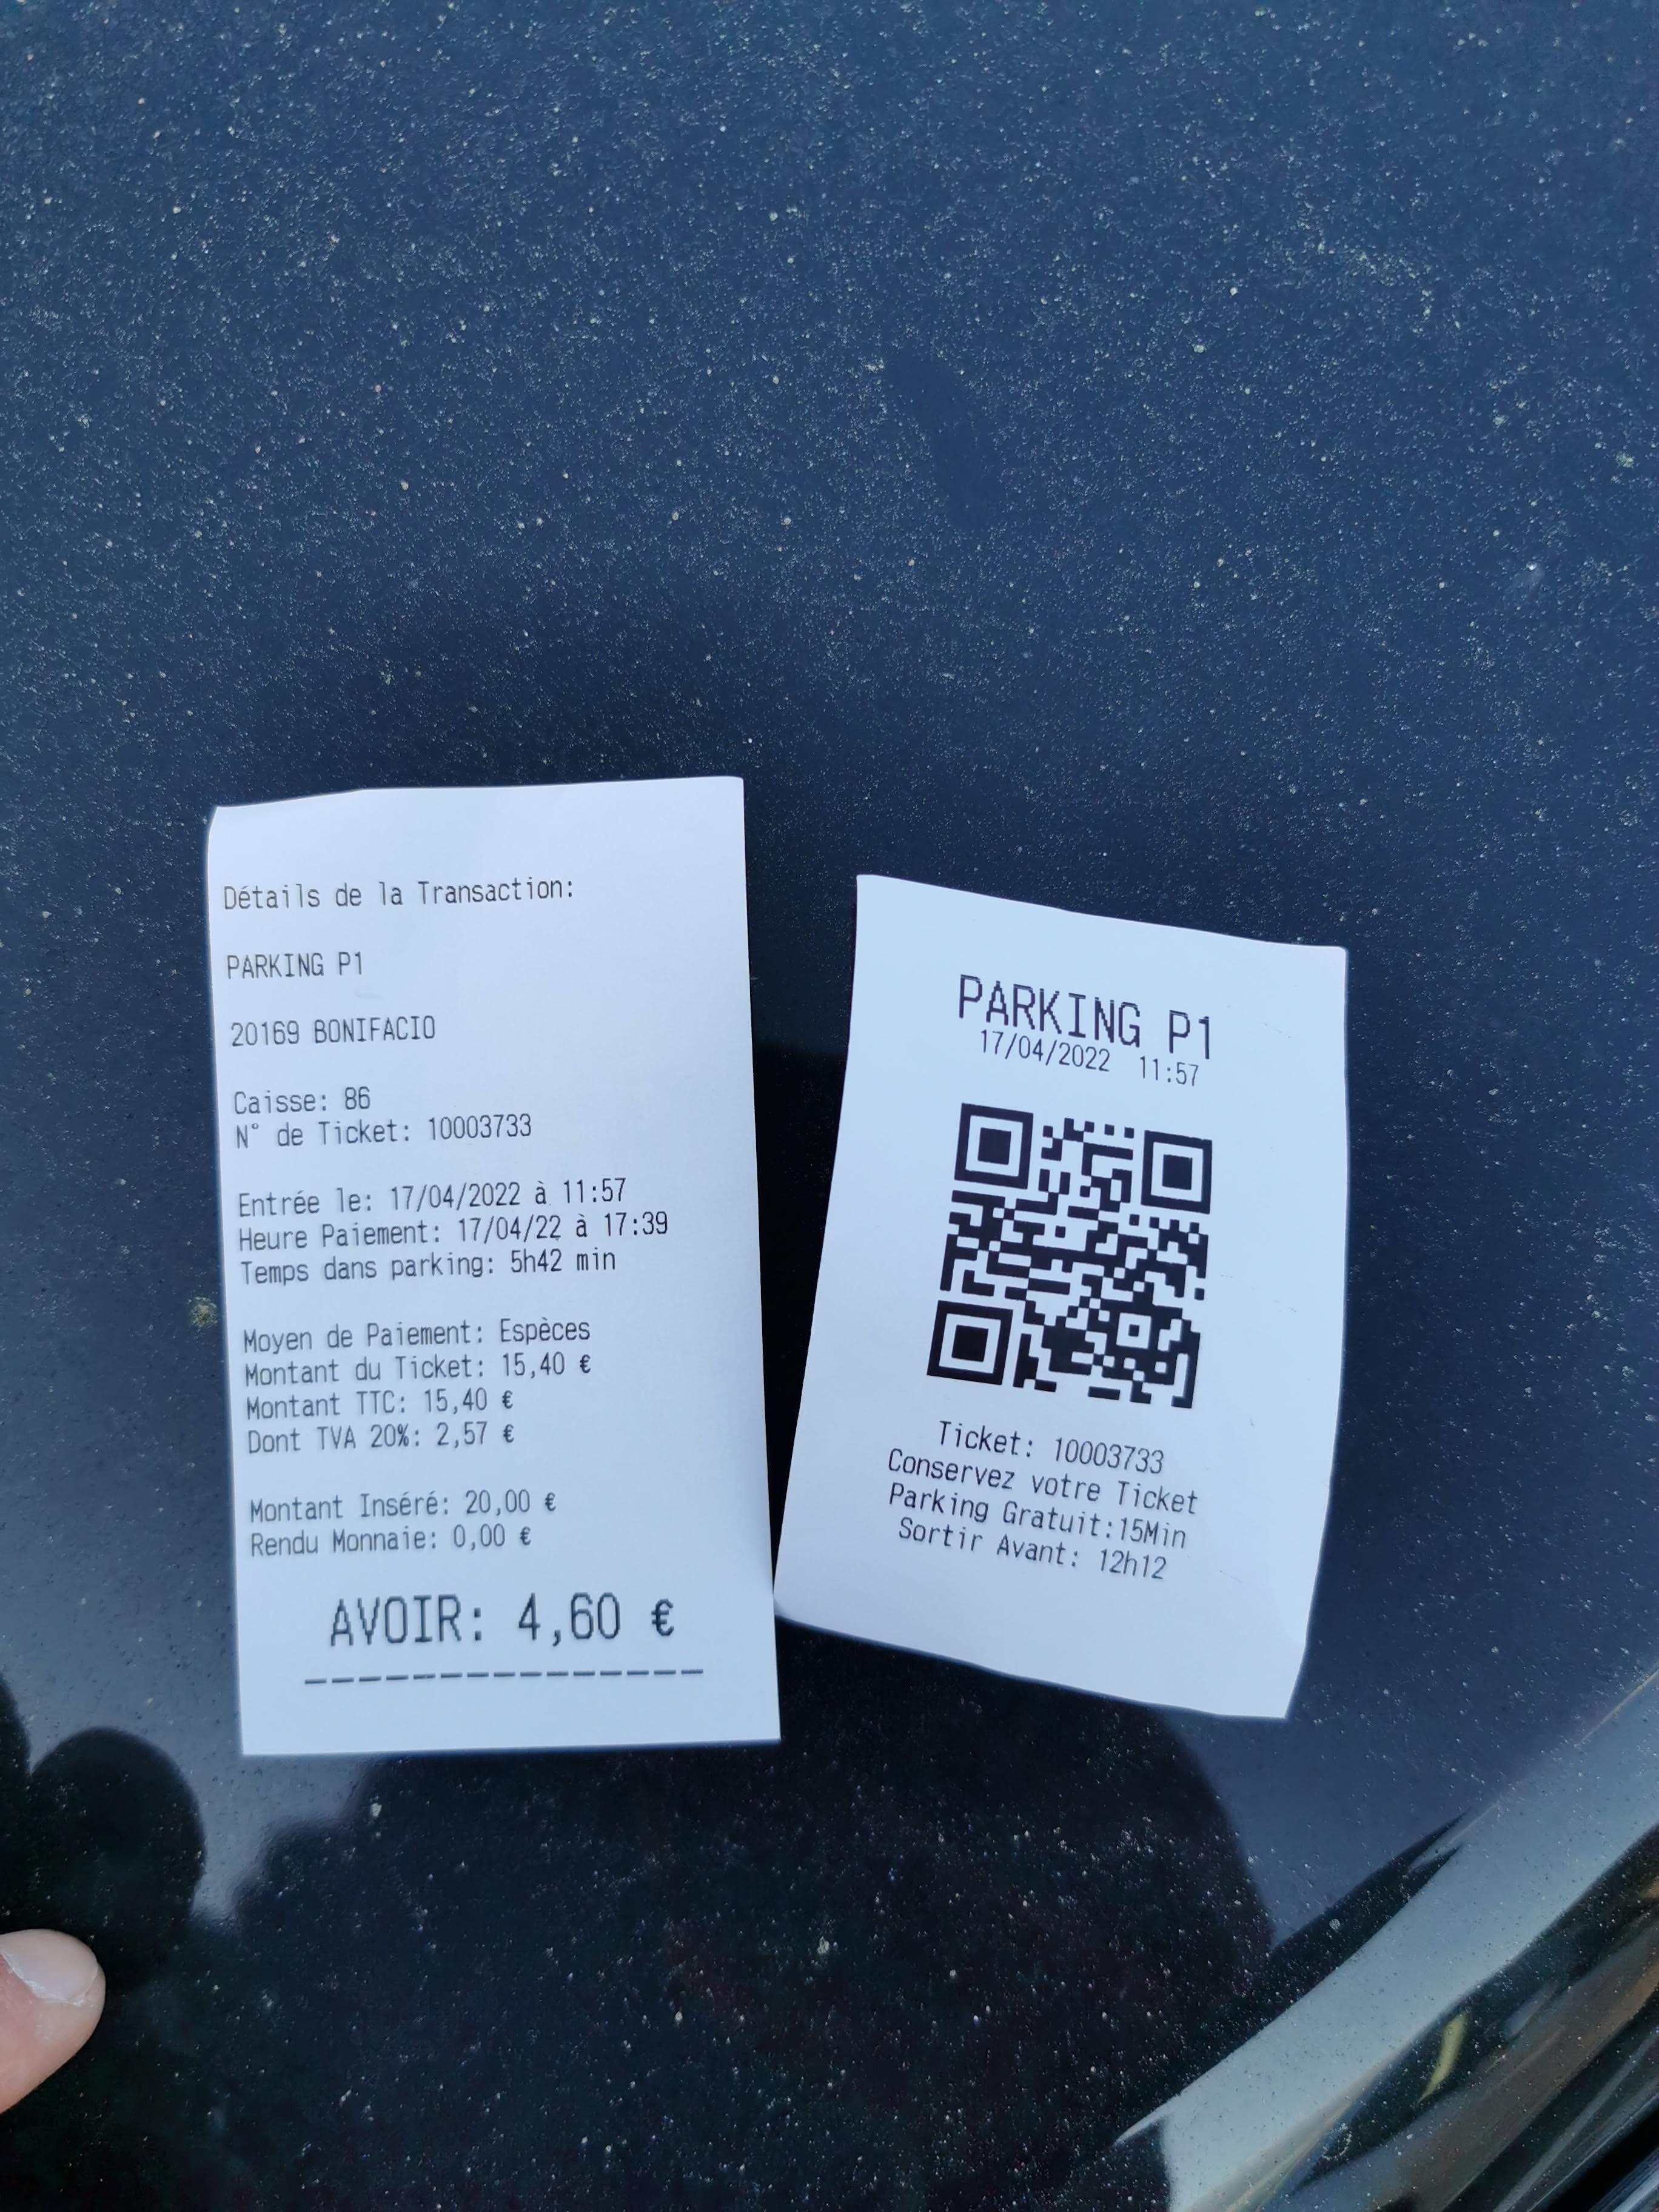 Détails de la Transaction:
PARKING P1
20169 BONIFACIO
Caisse: 86
N° de Ticket: 10003733
Entrée le: 17/04/2022 à 11:57
Heure Paiement: 17/04/22 à 17:39
Temps dans parking: 5h42 min
Moyen de Paiement: Espèces
Montant du Ticket: 15,40 €
Montant TTC: 15,40 €
Dont TVA 20%: 2,57 €
Montant Inséré: 20,00 €
Rendu Monnaie: 0,00 €
AVOIR: 4,60 €
---------------
PARKING P1
17/04/2022 11:57
Ticket: 10003733
Conservez votre Ticket
Parking Gratuit:15Min
Sortir Avant: 12h12